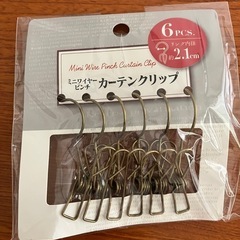 Mini Wire Pinch Curtain Clip
ミニワイヤー
ピンチ
カーテンクリップ
6PCS.
リング内径
約2.1cm